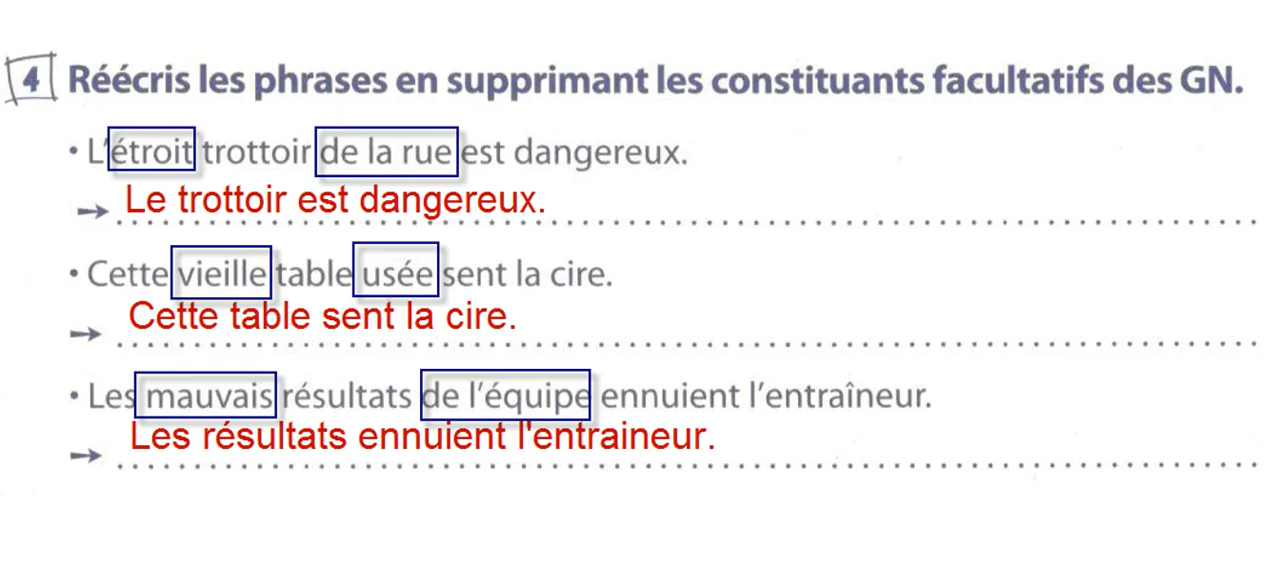 4 Réécris les phrases en supprimant les constituants facultatifs des GN.
• L'étroit trottoir de la rue est dangereux.
→ Le trottoir est dangereux.
• Cette vieille table usée sent la cire.
→ Cette table sent la cire.
• Les mauvais résultats de l'équipe ennuient l'entraîneur.
→ Les résultats ennuient l'entraineur.